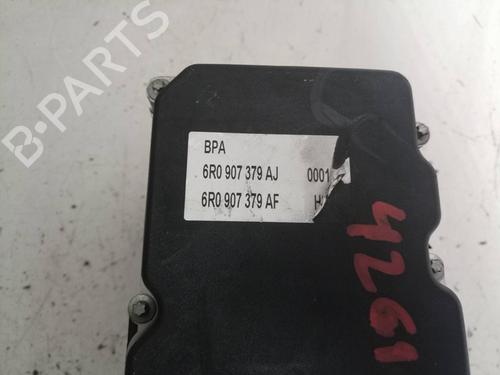 B-PARTS
BPA
6R0 907 379 AJ 0001
6R0 907 379 AF
4261